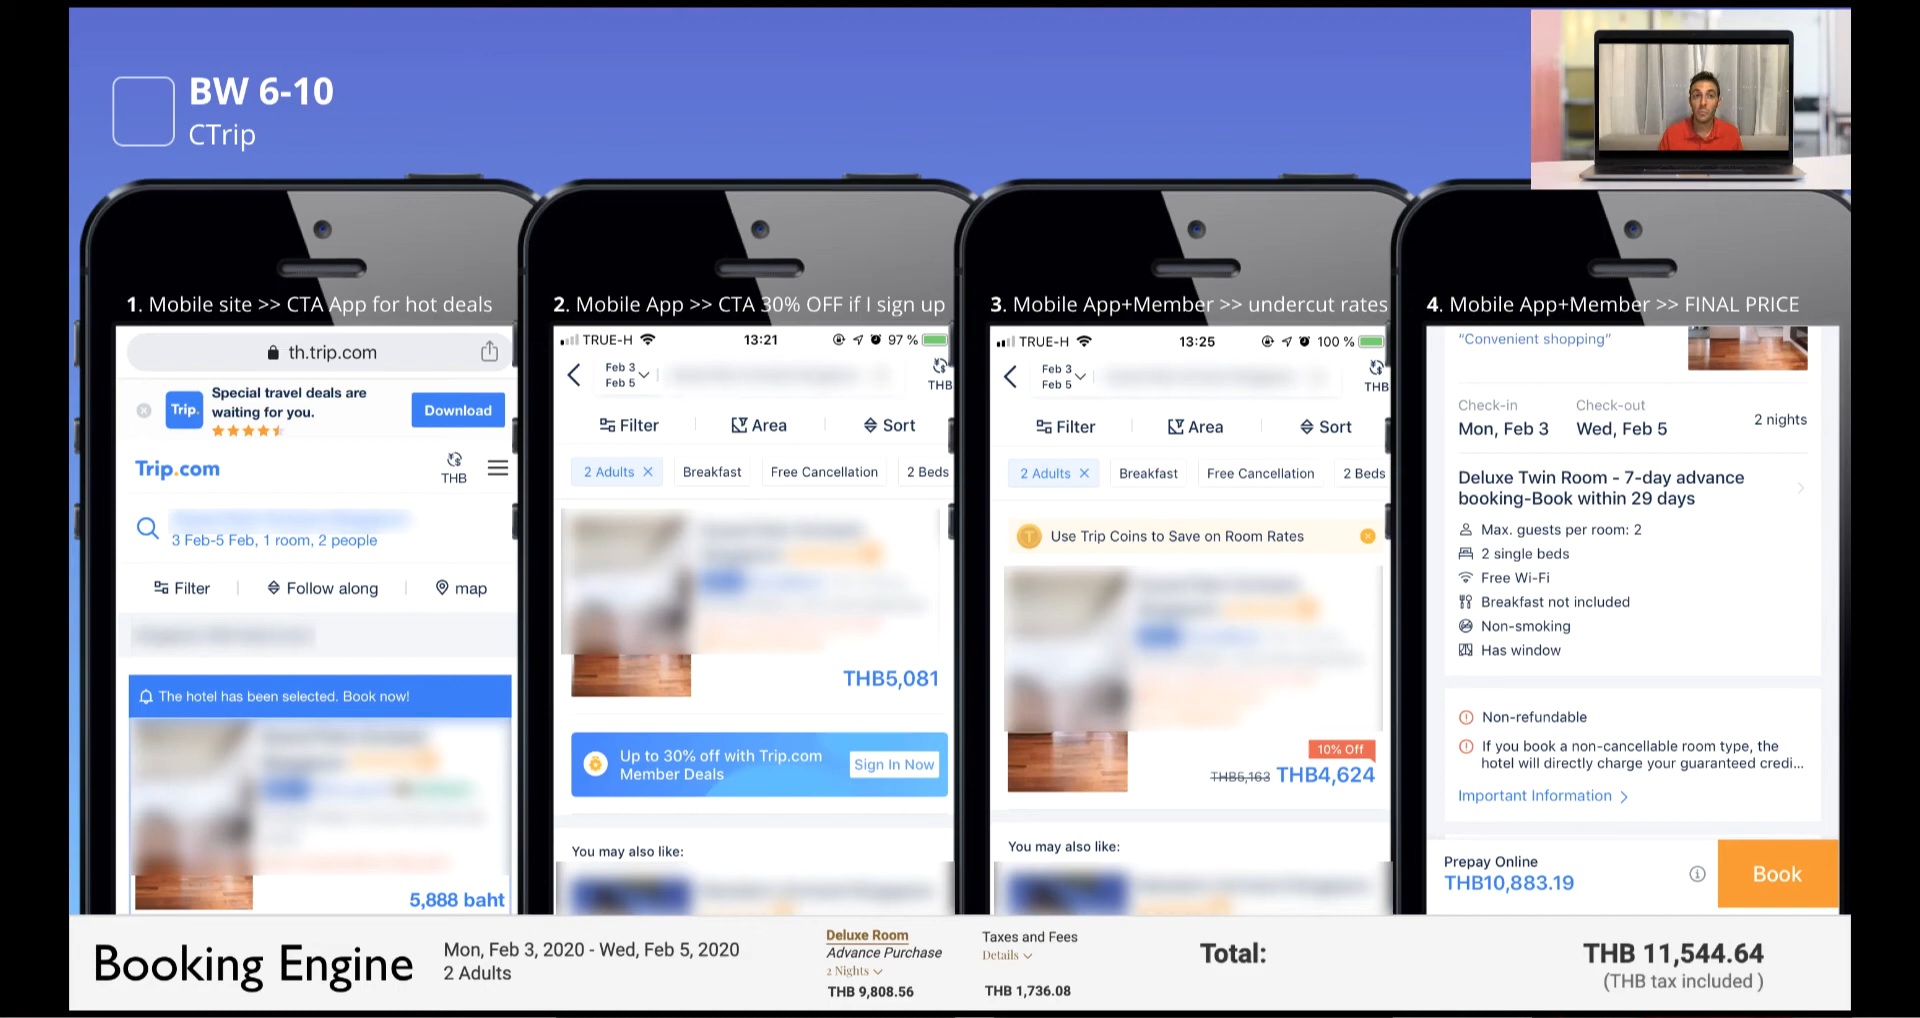 BW 6-10
CTrip
1. Mobile site >> CTA App for hot deals
th.trip.com
Trip.
Special travel deals are
waiting for you.
Download
Trip.com
THB
3 Feb-5 Feb, 1 room, 2 people
Filter
Follow along
map
The hotel has been selected. Book now!
5,888 baht
2. Mobile App >> CTA 30% OFF if I sign up
TRUE-H 13:21 97 %
Feb 3
Feb 5
THB
Filter
Area
Sort
2 Adults ×
Breakfast
Free Cancellation
2 Beds
THB5,081
Up to 30% off with Trip.com
Member Deals
Sign In Now
You may also like:
3. Mobile App+Member >> undercut rates
TRUE-H 13:25 100 %
Feb 3
Feb 5
THB
Filter
Area
Sort
2 Adults ×
Breakfast
Free Cancellation
2 Beds
Use Trip Coins to Save on Room Rates
10% Off
THB5,163 THB4,624
You may also like:
4. Mobile App+Member >> FINAL PRICE
“Convenient shopping”
Check-in
Mon, Feb 3
Check-out
Wed, Feb 5
2 nights
Deluxe Twin Room - 7-day advance
booking-Book within 29 days
Max. guests per room: 2
2 single beds
Free Wi-Fi
Breakfast not included
Non-smoking
Has window
Non-refundable
If you book a non-cancellable room type, the
hotel will directly charge your guaranteed credi...
Important Information
Prepay Online
THB10,883.19
Book
Booking Engine
Mon, Feb 3, 2020 - Wed, Feb 5, 2020
2 Adults
Deluxe Room
Advance Purchase
2 Nights
THB 9,808.56
Taxes and Fees
Details
THB 1,736.08
Total:
THB 11,544.64
(THB tax included )